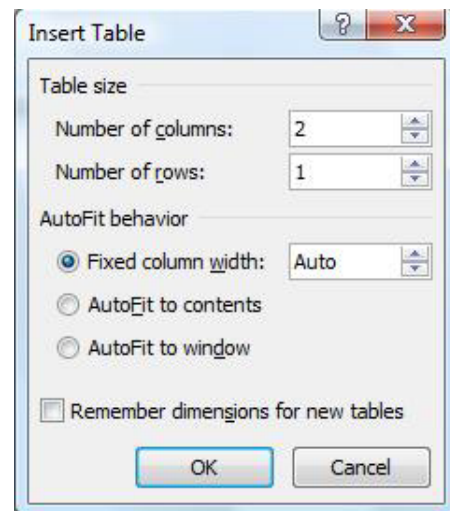 Insert Table
Table size
Number of columns: 2
Number of rows: 1
AutoFit behavior
Fixed column width: Auto
AutoFit to contents
AutoFit to window
Remember dimensions for new tables
OK Cancel